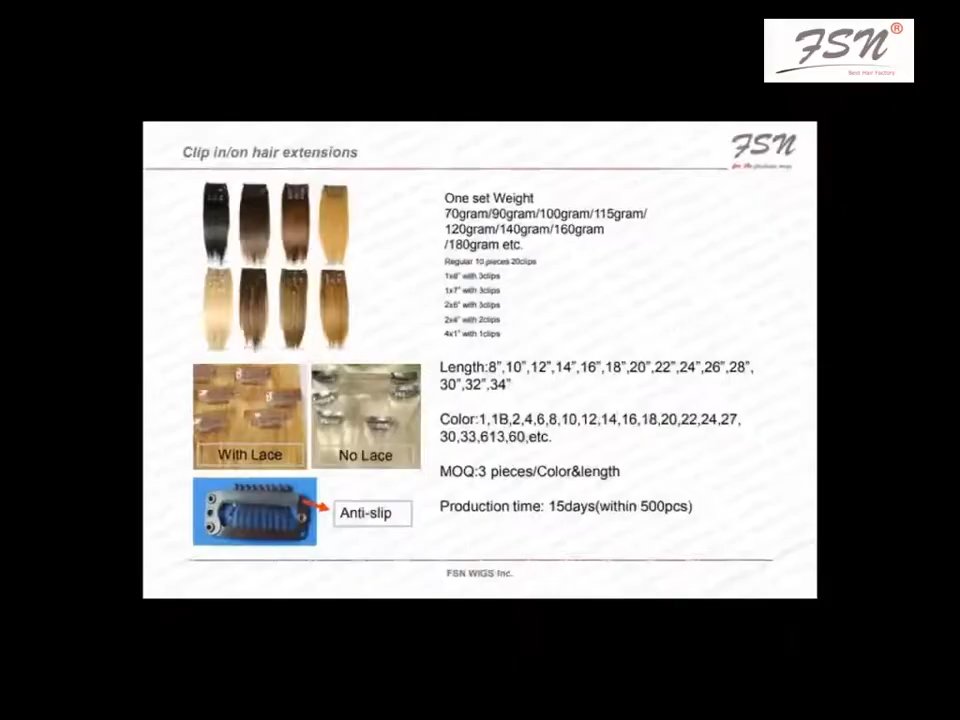 FSN®
Best Hair Factory
Clip in/on hair extensions
FSN
for the fashion way
One set Weight
70gram/90gram/100gram/115gram/
120gram/140gram/160gram
/180gram etc.
Regular 10 pieces 20clips
1x8" with 3clips
1x7" with 3clips
2x6" with 3clips
2x4" with 2clips
4x1" with 1clips
Length:8”,10”,12”,14”,16”,18”,20”,22”,24”,26”,28”,
30”,32”,34”
Color:1,1B,2,4,6,8,10,12,14,16,18,20,22,24,27,
30,33,613,60,etc.
MOQ:3 pieces/Color&length
Production time: 15days(within 500pcs)
With Lace
No Lace
Anti-slip
FSN WIGS Inc.